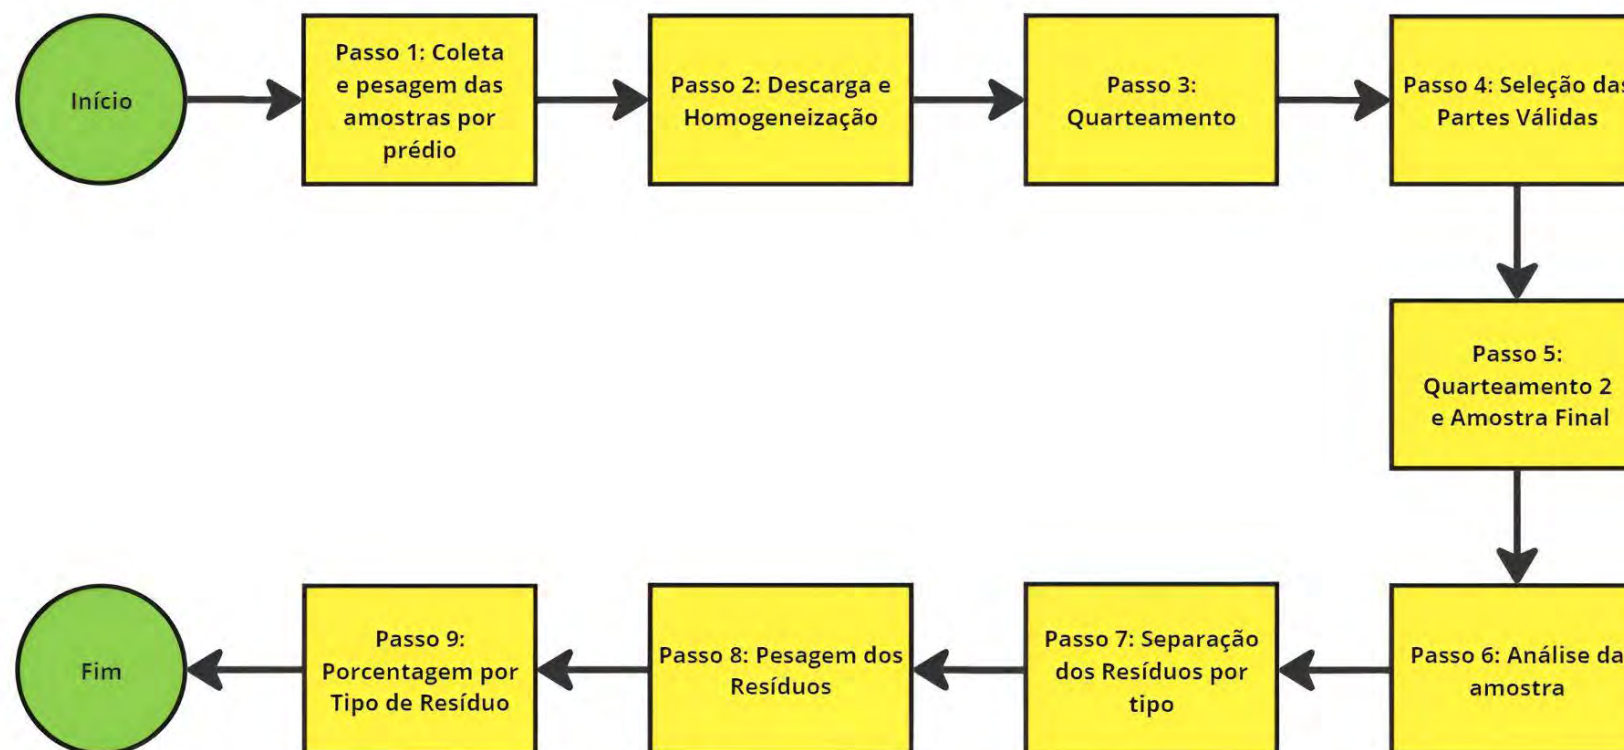 Início
Passo 1: Coleta
e pesagem das
amostras por
prédio
Passo 2: Descarga e
Homogeneização
Passo 3:
Quarteamento
Passo 4: Seleção das
Partes Válidas
Passo 5:
Quarteamento 2
e Amostra Final
Passo 6: Análise da
amostra
Passo 7: Separação
dos Resíduos por
tipo
Passo 8: Pesagem dos
Resíduos
Passo 9:
Porcentagem por
Tipo de Resíduo
Fim